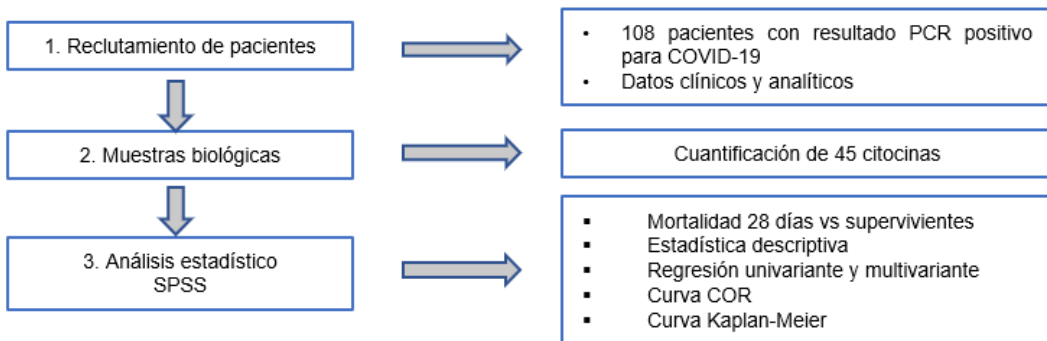 1. Reclutamiento de pacientes
• 108 pacientes con resultado PCR positivo
para COVID-19
• Datos clínicos y analíticos
2. Muestras biológicas
Cuantificación de 45 citocinas
3. Análisis estadístico
SPSS
▪ Mortalidad 28 días vs supervivientes
▪ Estadística descriptiva
▪ Regresión univariante y multivariante
▪ Curva COR
▪ Curva Kaplan-Meier